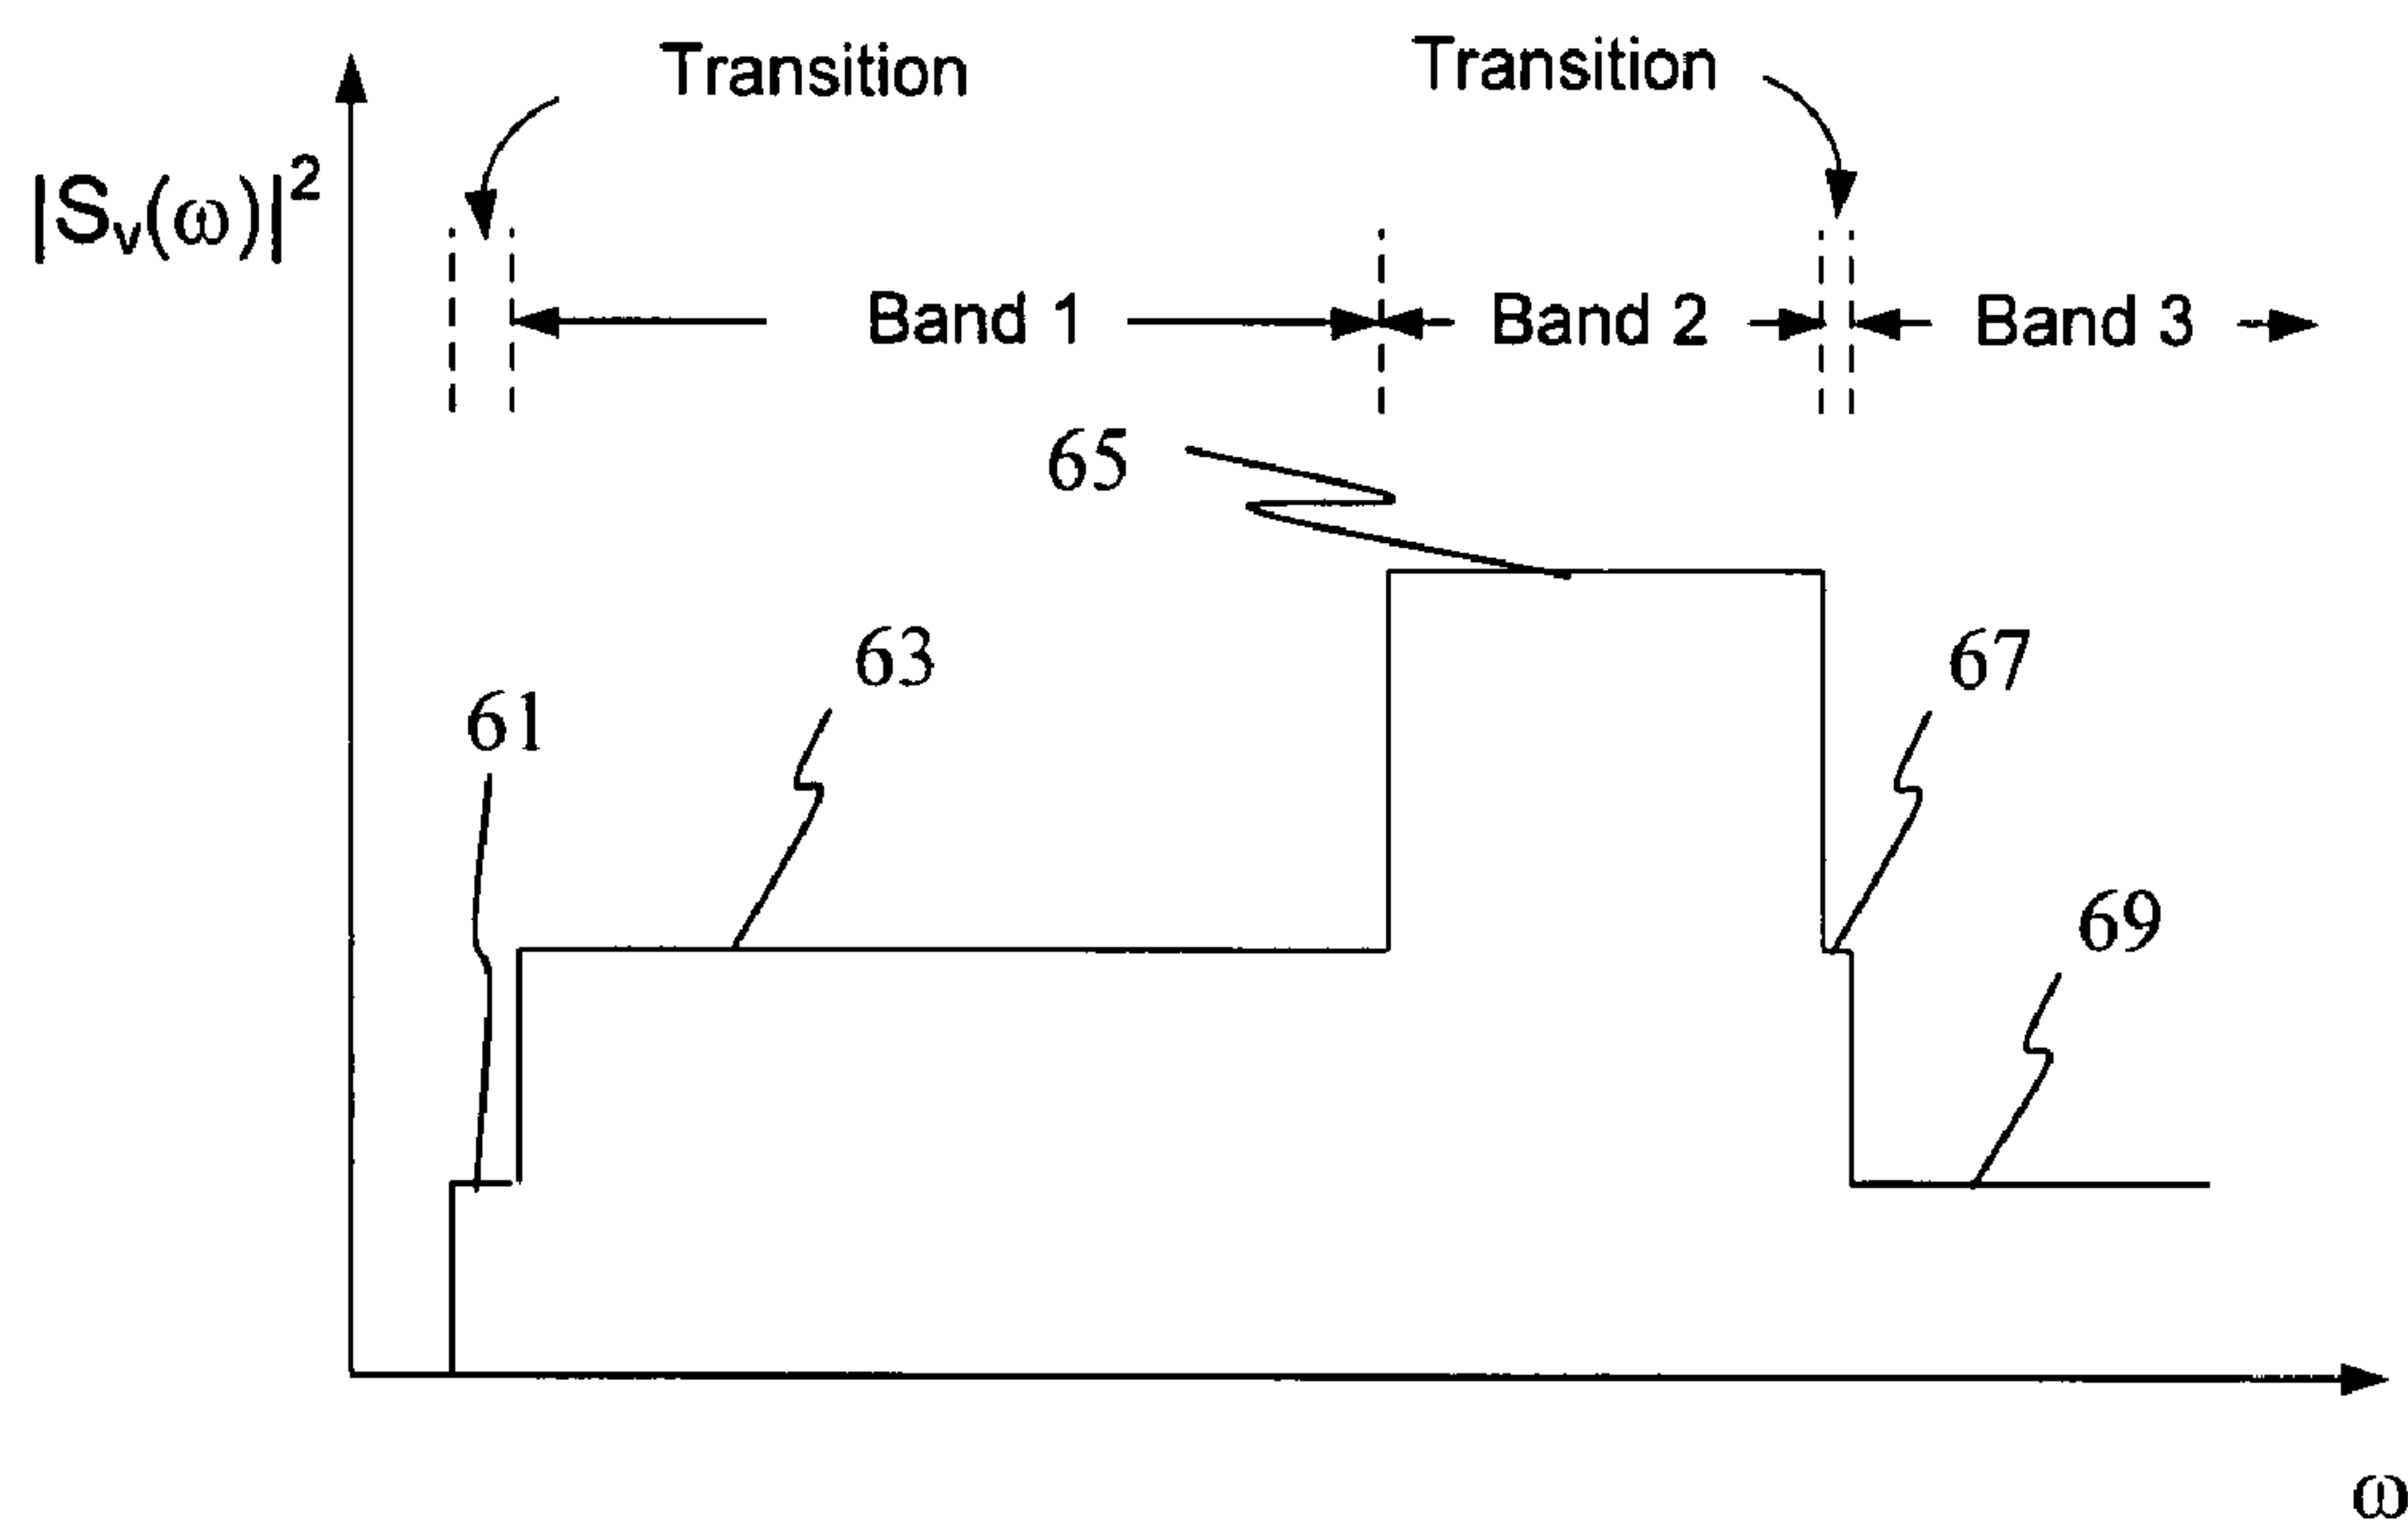 Transition
Transition
|Sv(ω)|²
Band 1
Band 2
Band 3
65
63
67
61
69
ω